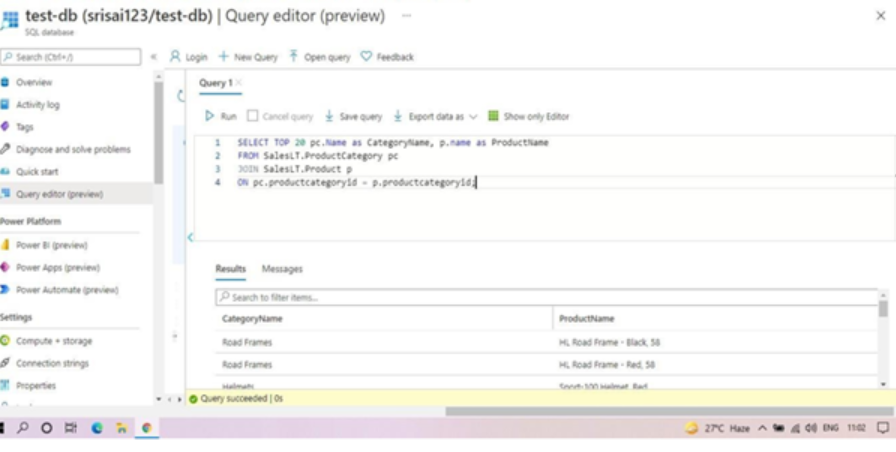 test-db (srisai123/test-db) | Query editor (preview) ...
SQL database
Search (Ctrl+/)
«
Login
New Query
Open query
Feedback
Overview
Activity log
Tags
Diagnose and solve problems
Quick start
Query editor (preview)
Power Platform
Power BI (preview)
Power Apps (preview)
Power Automate (preview)
Settings
Compute + storage
Connection strings
Properties
Query 1
Run
Cancel query
Save query
Export data as
Show only Editor
1 SELECT TOP 20 pc.Name as CategoryName, p.name as ProductName
2 FROM SalesLT.ProductCategory pc
3 JOIN SalesLT.Product p
4 ON pc.productcategoryid = p.productcategoryid;
Results Messages
Search to filter items...
CategoryName ProductName
Road Frames HL Road Frame - Black, 58
Road Frames HL Road Frame - Red, 58
Helmets Sport-100 Helmet, Red
Query succeeded | 0s
27°C Haze ENG 11:02